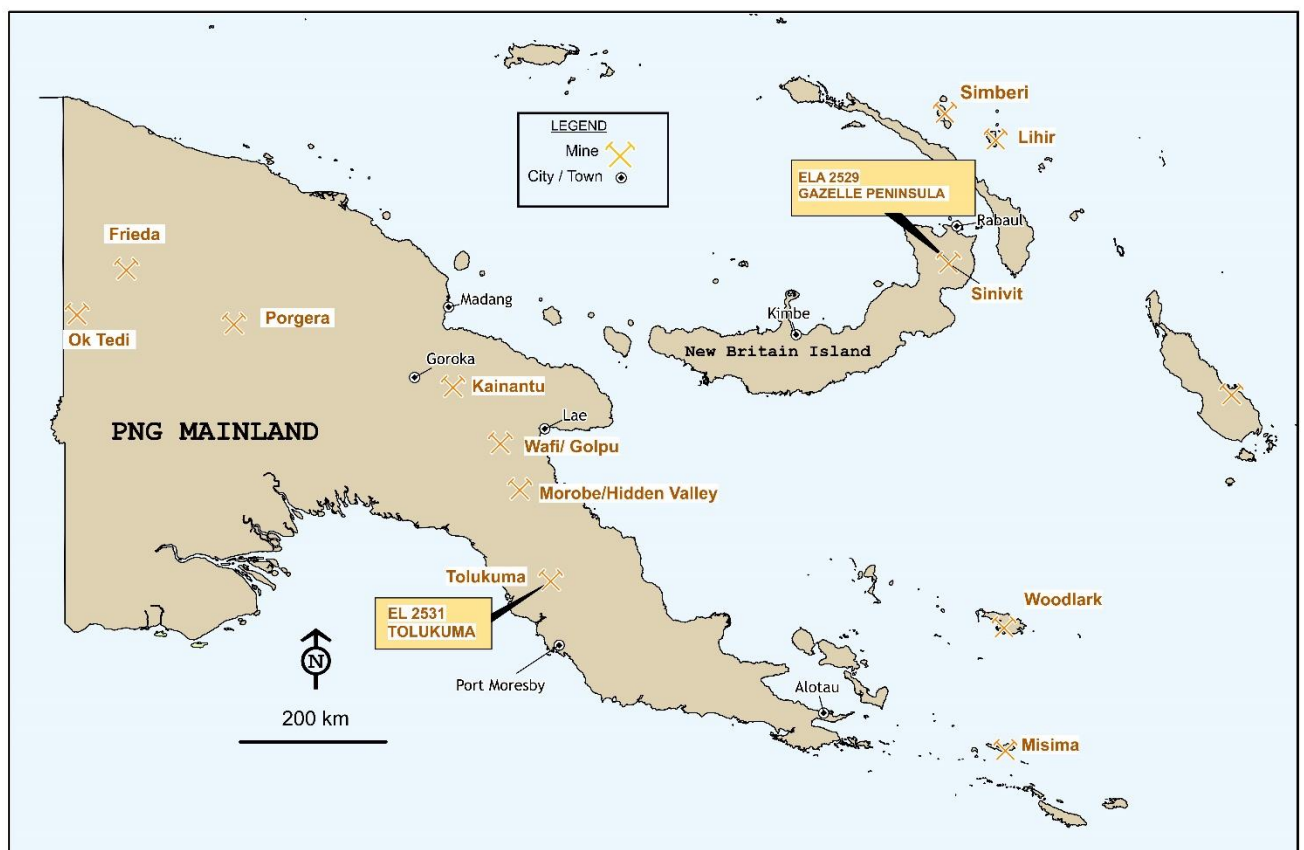 LEGEND
Mine
City / Town
Simberi
Lihir
ELA 2529
GAZELLE PENINSULA
Rabaul
Sinivit
Frieda
Ok Tedi
Porgera
Madang
Kimbe
New Britain Island
Goroka
Kainantu
PNG MAINLAND
Lae
Wafi/ Golpu
Morobe/Hidden Valley
Tolukuma
EL 2531
TOLUKUMA
Woodlark
N
Port Moresby
Alotau
200 km
Misima